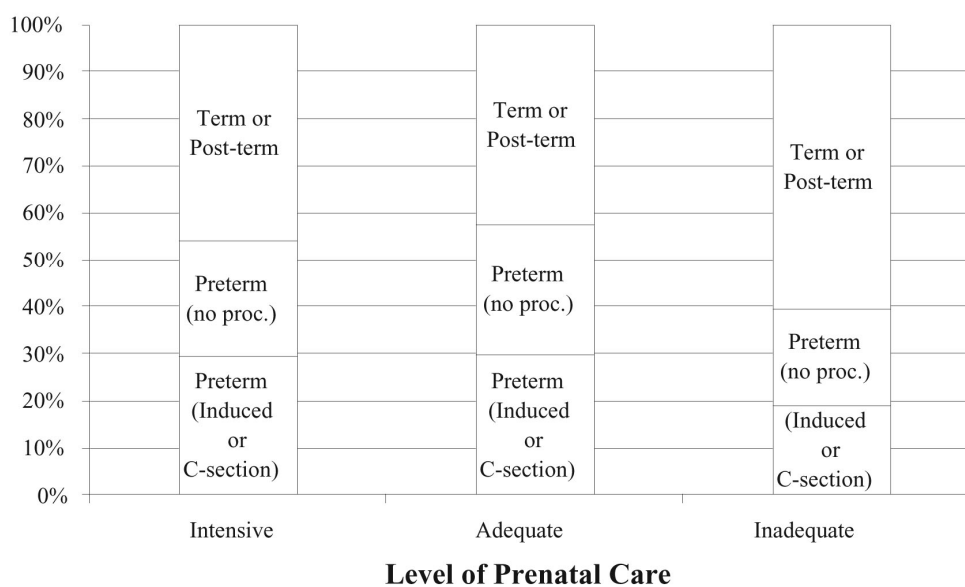 100%
90%
80%
70%
60%
50%
40%
30%
20%
10%
0%
Term or
Post-term
Preterm
(no proc.)
Preterm
(Induced
or
C-section)
Term or
Post-term
Preterm
(no proc.)
Preterm
(Induced
or
C-section)
Term or
Post-term
Preterm
(no proc.)
(Induced
or
C-section)
Intensive
Adequate
Inadequate
Level of Prenatal Care